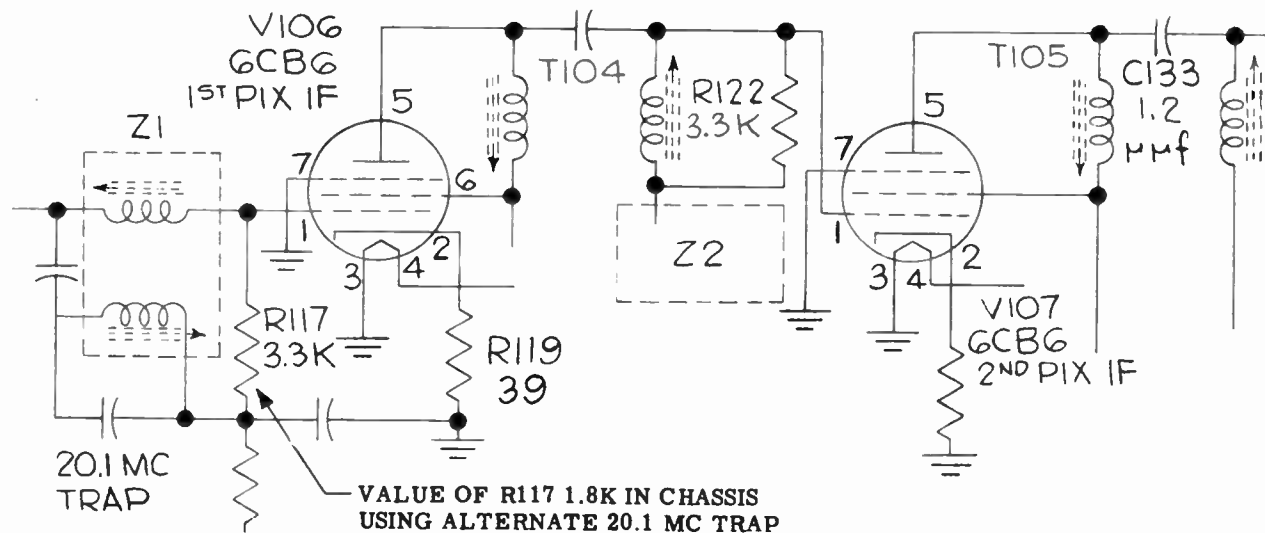 V106
6CB6
1ST PIX IF
Z1
5
7
6
1
2
3
4
T104
R122
3.3K
Z2
T105
C133
1.2
μμf
5
7
1
2
3
4
V107
6CB6
2ND PIX IF
R117
3.3K
R119
39
20.1 MC
TRAP
VALUE OF R117 1.8K IN CHASSIS
USING ALTERNATE 20.1 MC TRAP